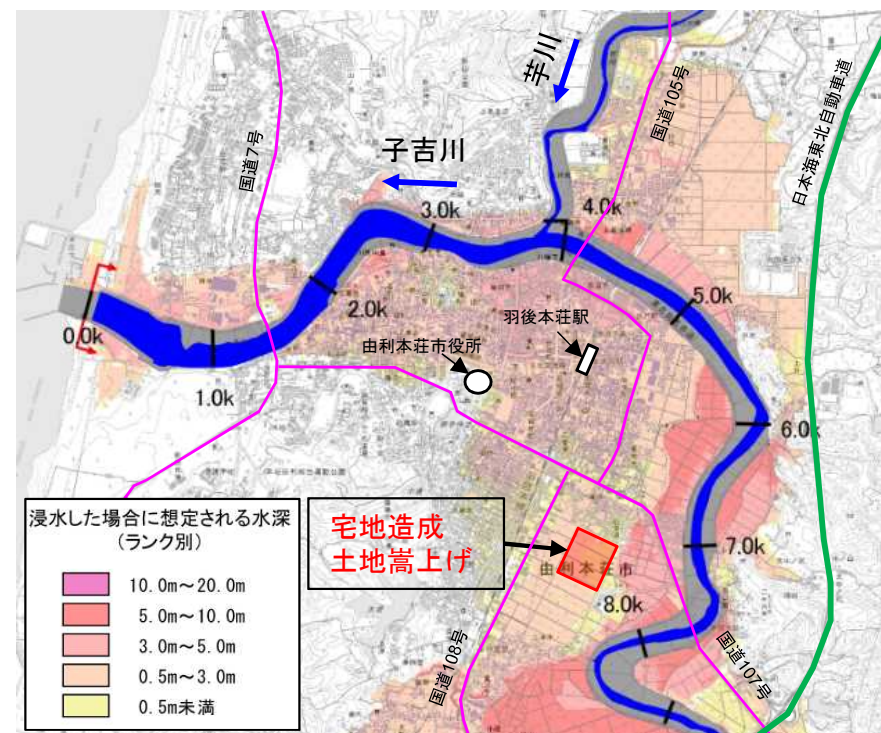 芋川
国道105号
日本海東北自動車道
子吉川
国道7号
3.0k
4.0k
5.0k
2.0k
羽後本荘駅
0.0k
由利本荘市役所
1.0k
6.0k
浸水した場合に想定される水深
(ランク別)
10.0m～20.0m
5.0m～10.0m
3.0m～5.0m
0.5m～3.0m
0.5m未満
宅地造成
土地嵩上げ
7.0k
由利本荘市
8.0k
国道108号
国道107号